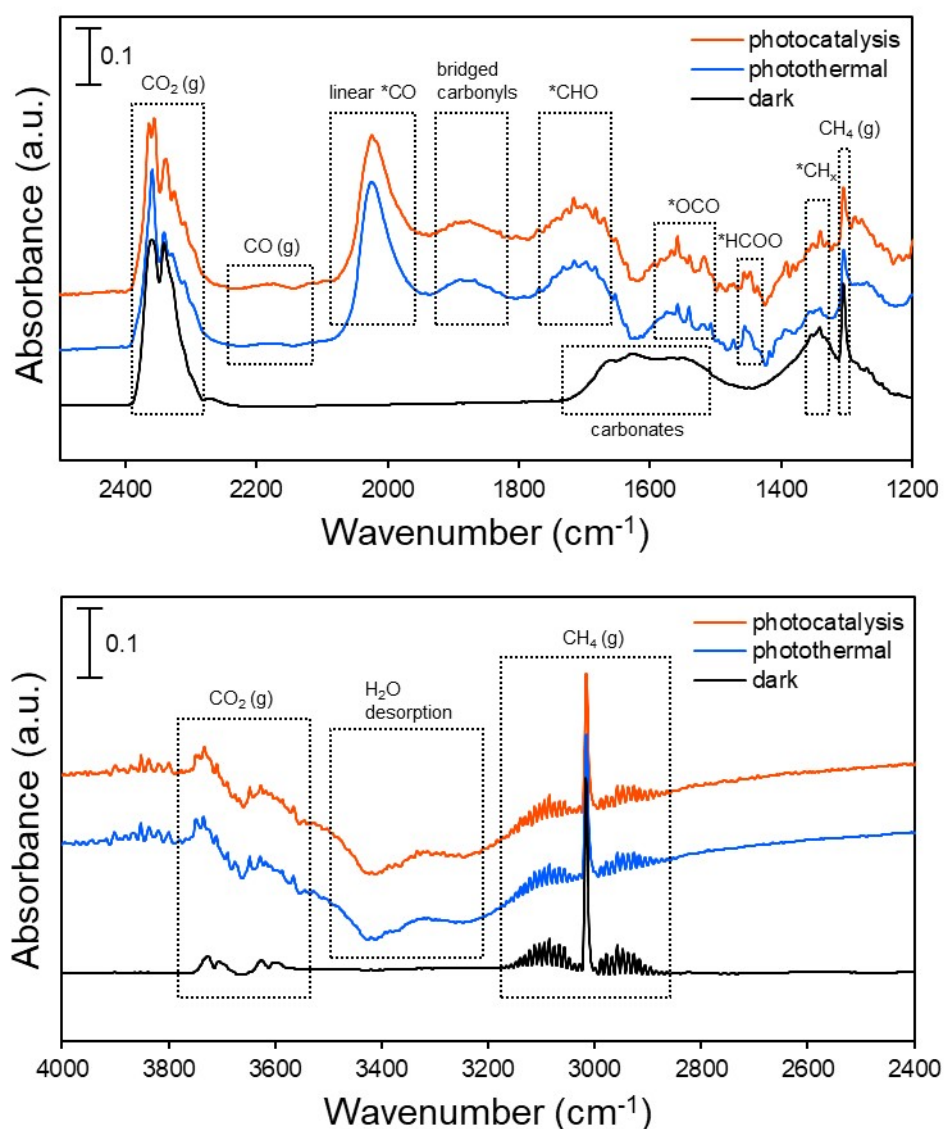 0.1
photocatalysis
photothermal
dark
CO₂ (g)
linear *CO
bridged
carbonyls
*CHO
CH₄ (g)
*CHₓ
*OCO
*HCOO
CO (g)
carbonates
Absorbance (a.u.)
2400 2200 2000 1800 1600 1400 1200
Wavenumber (cm⁻¹)
0.1
photocatalysis
photothermal
dark
CH₄ (g)
CO₂ (g)
H₂O
desorption
Absorbance (a.u.)
4000 3800 3600 3400 3200 3000 2800 2600 2400
Wavenumber (cm⁻¹)